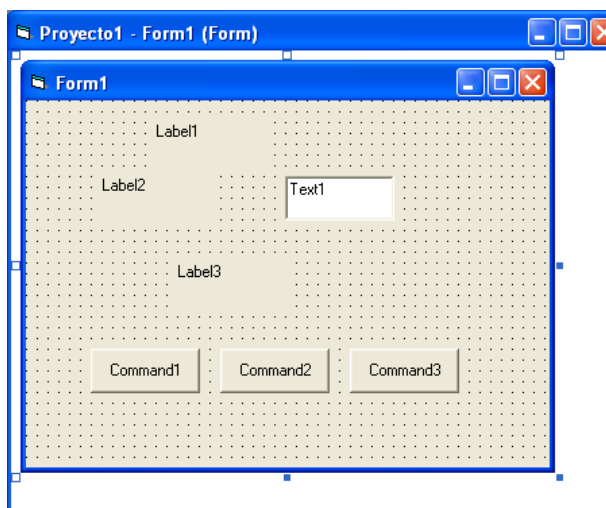 Proyecto1 - Form1 (Form)
Form1
Label1
Label2
Text1
Label3
Command1 Command2 Command3